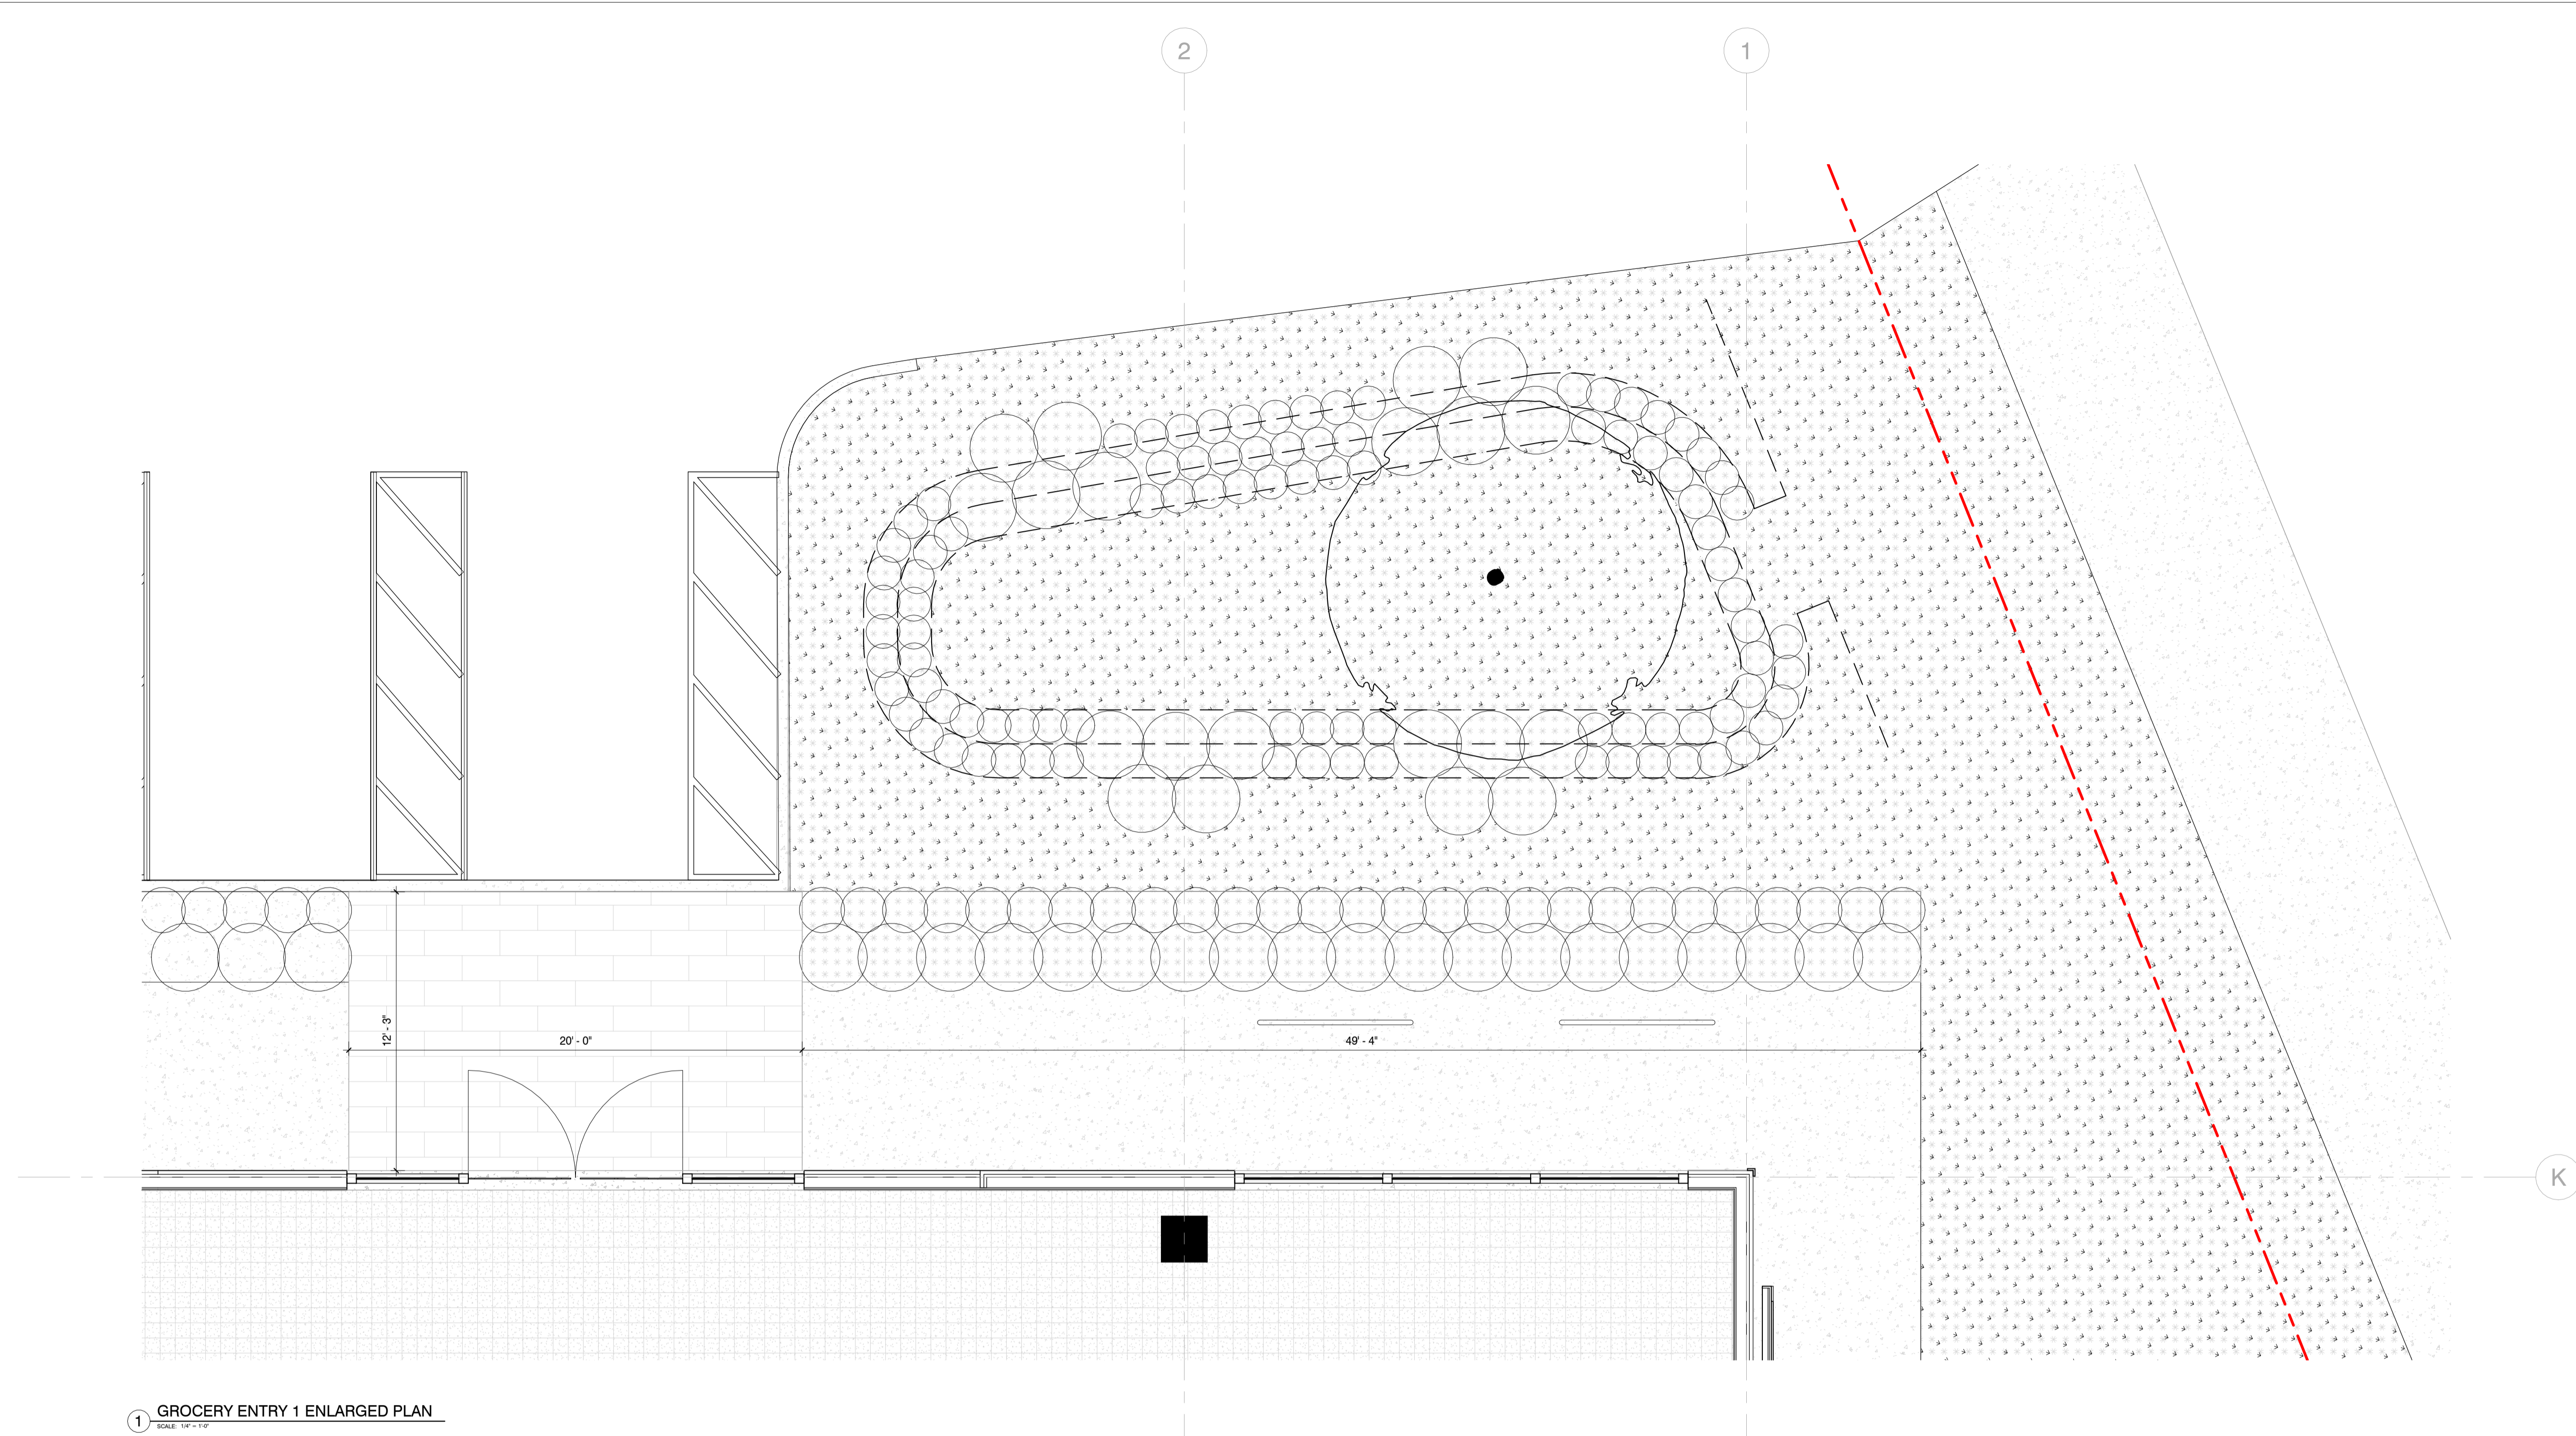 2
1
12' - 3"
20' - 0"
49' - 4"
K
1
GROCERY ENTRY 1 ENLARGED PLAN
SCALE: 1/4" = 1'-0"